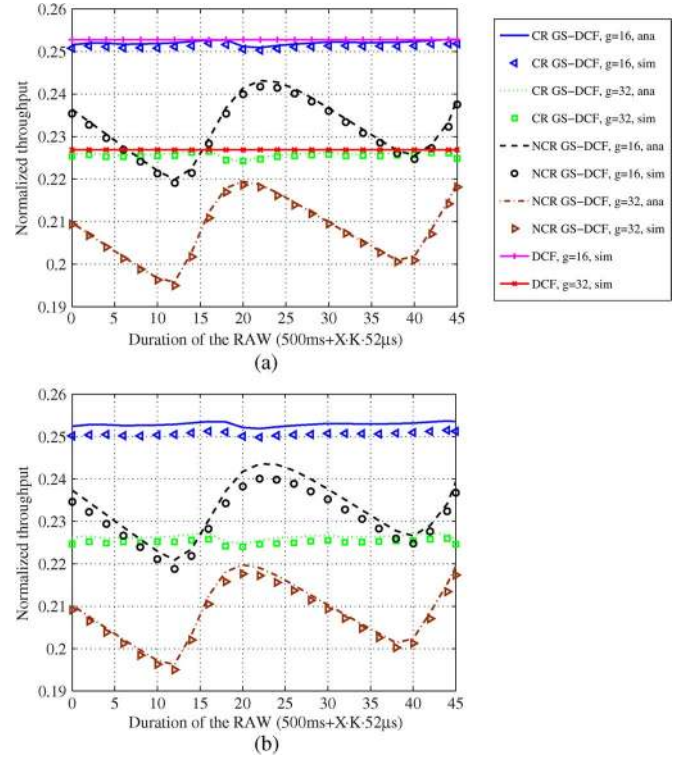 0.26
0.25
0.24
0.23
0.22
0.21
0.2
0.19
Normalized throughput
0 5 10 15 20 25 30 35 40 45
Duration of the RAW (500ms+X·K·52μs)
(a)
CR GS−DCF, g=16, ana
CR GS−DCF, g=16, sim
CR GS−DCF, g=32, ana
CR GS−DCF, g=32, sim
NCR GS−DCF, g=16, ana
NCR GS−DCF, g=16, sim
NCR GS−DCF, g=32, ana
NCR GS−DCF, g=32, sim
DCF, g=16, sim
DCF, g=32, sim
0.26
0.25
0.24
0.23
0.22
0.21
0.2
0.19
Normalized throughput
0 5 10 15 20 25 30 35 40 45
Duration of the RAW (500ms+X·K·52μs)
(b)